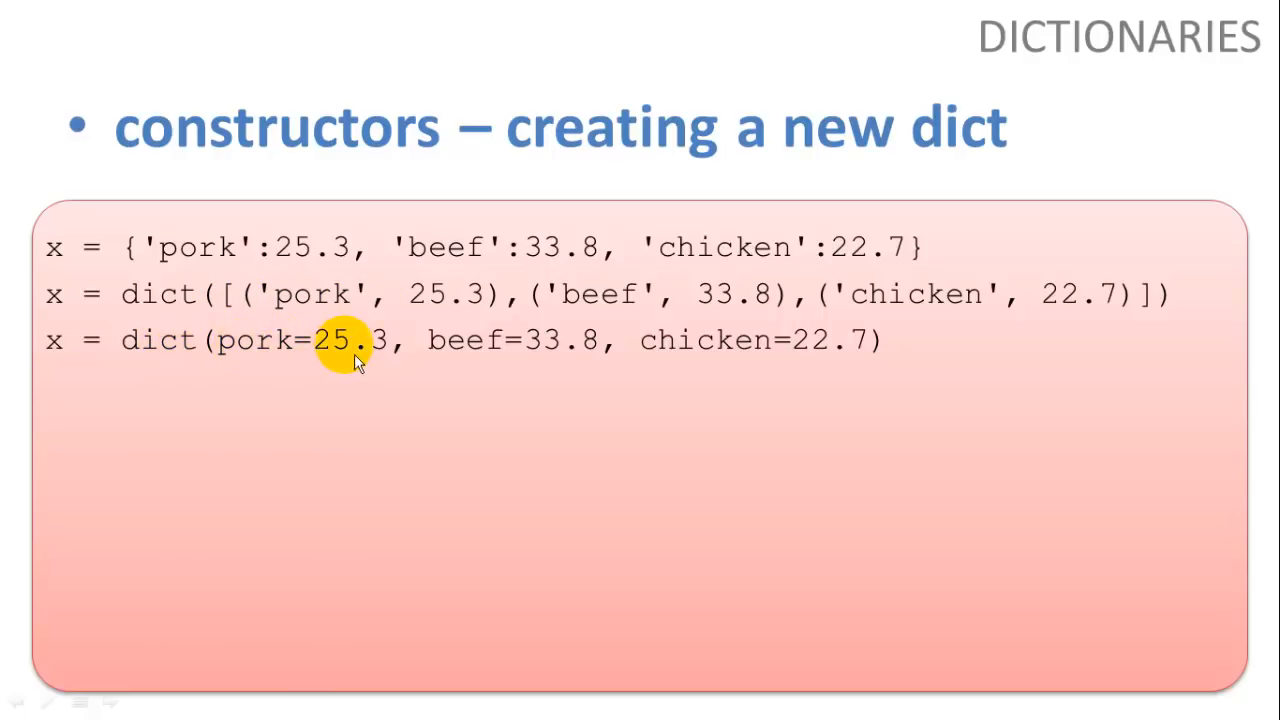 DICTIONARIES
• constructors – creating a new dict
x = {'pork':25.3, 'beef':33.8, 'chicken':22.7}
x = dict([('pork', 25.3),('beef', 33.8),('chicken', 22.7)])
x = dict(pork=25.3, beef=33.8, chicken=22.7)